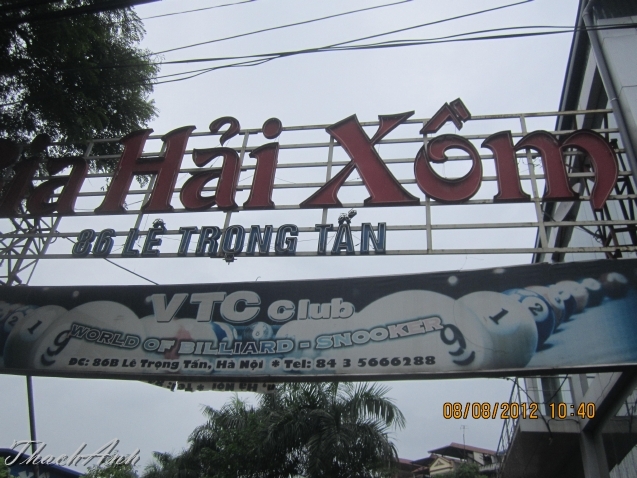 Bia Hải Xồm
86 LÊ TRỌNG TẤN
VTC club
WORLD OF BILLIARD - SNOOKER
ĐC: 86B Lê Trọng Tấn, Hà Nội * Tel: 84 3 5666288
08/08/2012 10:40
ThachAnh